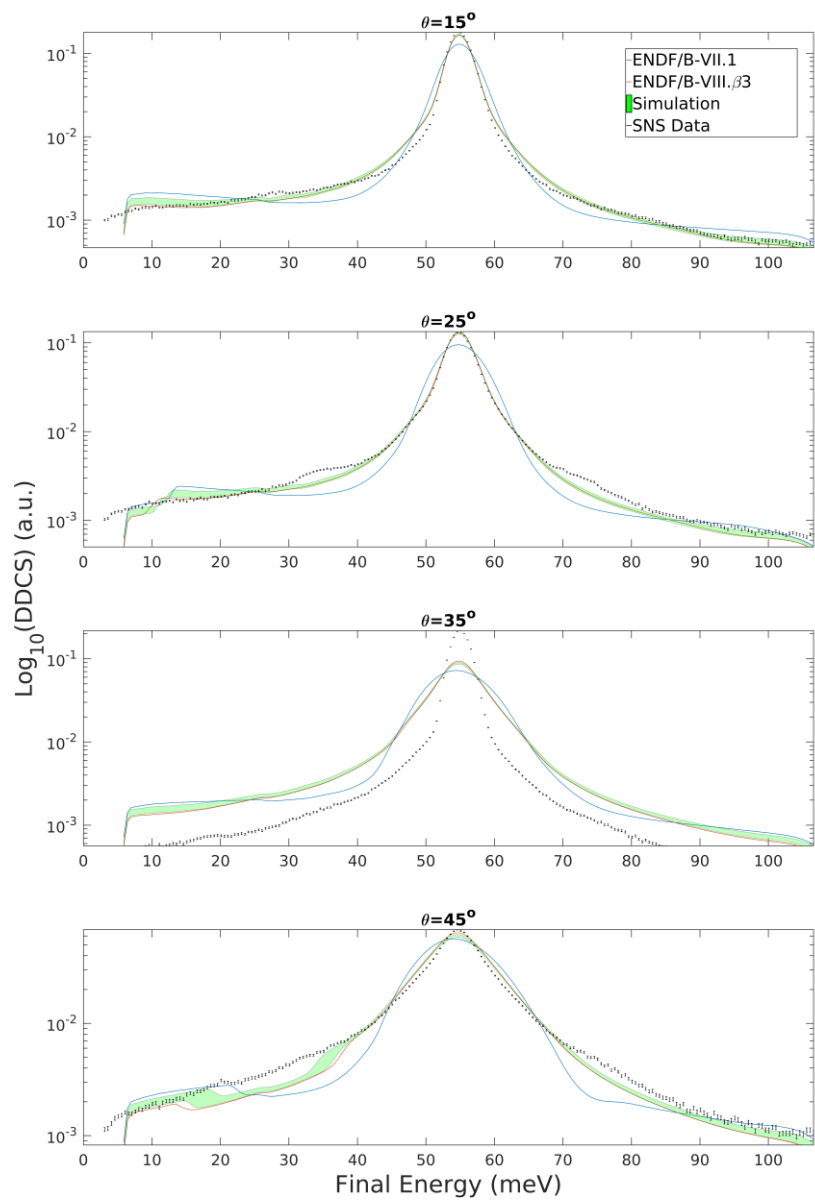 θ=15°
10⁻¹
10⁻²
10⁻³
0 10 20 30 40 50 60 70 80 90 100
ENDF/B-VII.1
ENDF/B-VIII.β3
Simulation
SNS Data
θ=25°
10⁻¹
10⁻²
10⁻³
0 10 20 30 40 50 60 70 80 90 100
Log₁₀(DDCS) (a.u.)
θ=35°
10⁻¹
10⁻²
10⁻³
0 10 20 30 40 50 60 70 80 90 100
θ=45°
10⁻²
10⁻³
0 10 20 30 40 50 60 70 80 90 100
Final Energy (meV)